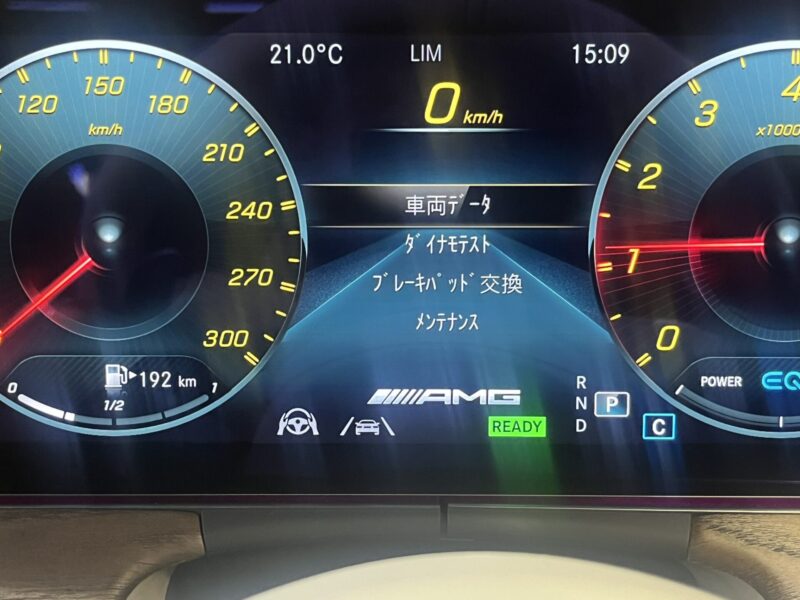 21.0°C LIM 15:09
0 km/h
120 150 180 210 240 270 300
km/h
車両ﾃﾞｰﾀ
ﾀﾞｲﾅﾓﾃｽﾄ
ﾌﾞﾚｰｷﾊﾟｯﾄﾞ交換
ﾒﾝﾃﾅﾝｽ
0 1/2 1
192 km
AMG
READY
R
N P
D
C
4 3 2 1 0
x1000
POWER EQ